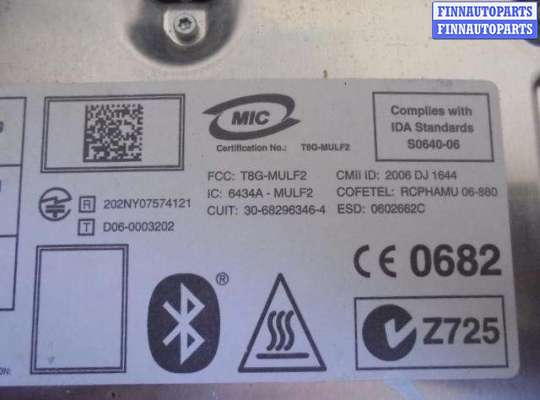 FINNAUTOPARTS
FINNAUTOPARTS
MIC
Certification No.: T8G-MULF2
Complies with
IDA Standards
S0640-06
FCC: T8G-MULF2
IC: 6434A - MULF2
CUIT: 30-68296346-4
CMII ID: 2006 DJ 1644
COFETEL: RCPHAMU 06-880
ESD: 0602662C
R 202NY07574121
T D06-0003202
CE 0682
®
Z725
ON: